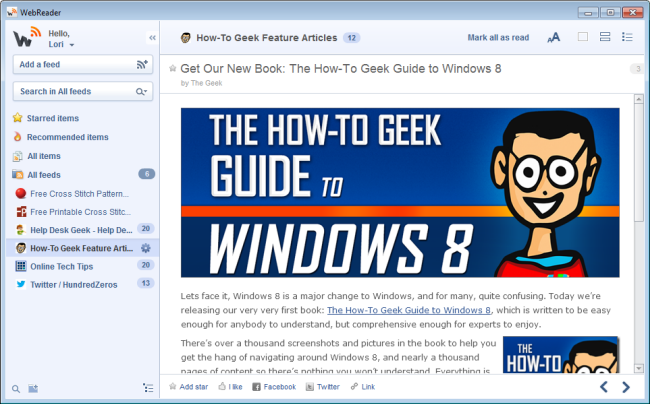 WebReader
Hello,
Lori
Add a feed
Search in All feeds
Starred items
Recommended items
All items
All feeds 6
Free Cross Stitch Pattern...
Free Printable Cross Stitc...
Help Desk Geek - Help De... 20
How-To Geek Feature Arti...
Online Tech Tips 20
Twitter / HundredZeros 13
How-To Geek Feature Articles 12
Mark all as read
AA
Get Our New Book: The How-To Geek Guide to Windows 8 3
by The Geek
THE HOW-TO GEEK
GUIDE TO
WINDOWS 8
Lets face it, Windows 8 is a major change to Windows, and for many, quite confusing. Today we're
releasing our very very first book: The How-To Geek Guide to Windows 8, which is written to be easy
enough for anybody to understand, but comprehensive enough for experts to enjoy.
There's over a thousand screenshots and pictures in the book to help you
get the hang of navigating around Windows 8, and nearly a thousand
pages of content so there's nothing you won't understand. Everything is
THE
HOW-TO
Add star
I like
Facebook
Twitter
Link